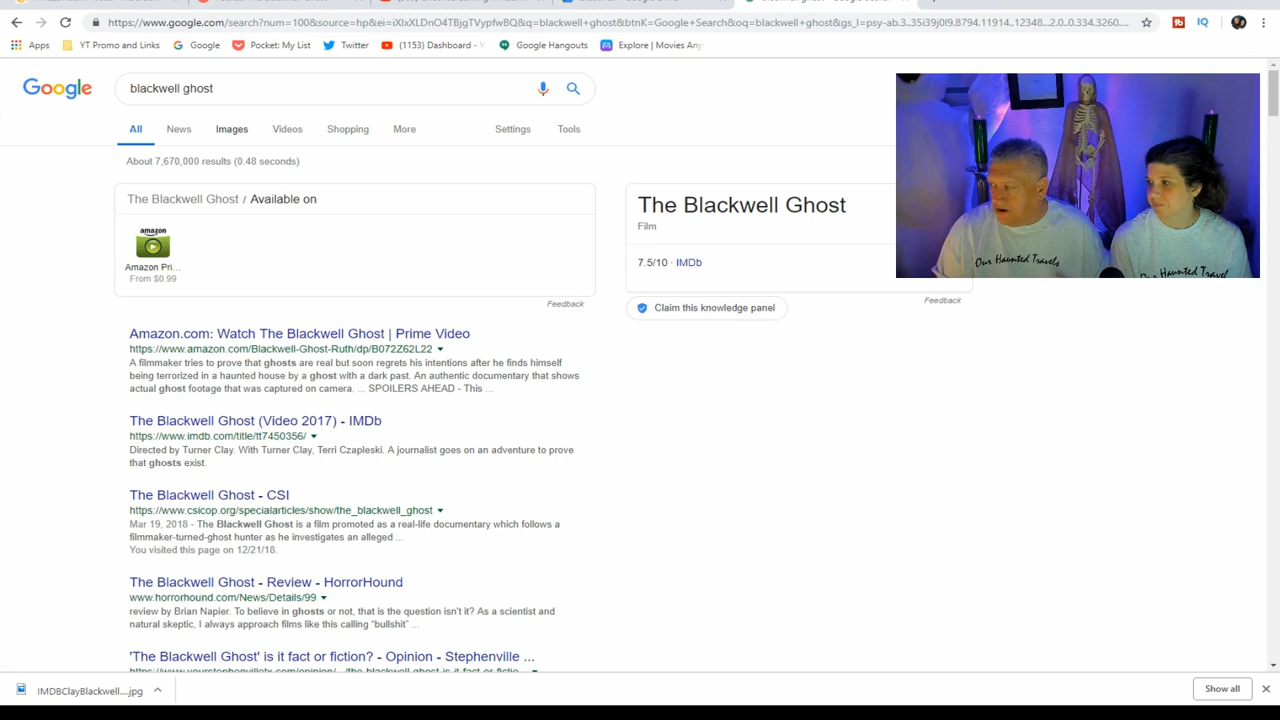 https://www.google.com/search?num=100&source=hp&ei=iXIxXLDnO4TBjgTVypfwBQ&q=blackwell+ghost&btnK=Google+Search&oq=blackwell+ghost&gs_l=psy-ab.3..35i39j0l9.8794.11914...12348...2.0..0.334.3260....
Apps YT Promo and Links Google Pocket: My List Twitter (1153) Dashboard - Google Hangouts Explore | Movies Any
Google blackwell ghost
All News Images Videos Shopping More Settings Tools
About 7,670,000 results (0.48 seconds)
The Blackwell Ghost / Available on
amazon
Amazon Pri...
From $0.99
Feedback
The Blackwell Ghost
Film
7.5/10 · IMDb
Feedback
Claim this knowledge panel
Our Haunted Travels
Our Haunted Travels
Amazon.com: Watch The Blackwell Ghost | Prime Video
https://www.amazon.com/Blackwell-Ghost-Ruth/dp/B072Z62L22
A filmmaker tries to prove that ghosts are real but soon regrets his intentions after he finds himself
being terrorized in a haunted house by a ghost with a dark past. An authentic documentary that shows
actual ghost footage that was captured on camera. ... SPOILERS AHEAD - This ...
The Blackwell Ghost (Video 2017) - IMDb
https://www.imdb.com/title/tt7450356/
Directed by Turner Clay. With Turner Clay, Terri Czapleski. A journalist goes on an adventure to prove
that ghosts exist.
The Blackwell Ghost - CSI
https://www.csicop.org/specialarticles/show/the_blackwell_ghost
Mar 19, 2018 - The Blackwell Ghost is a film promoted as a real-life documentary which follows a
filmmaker-turned-ghost hunter as he investigates an alleged ...
You visited this page on 12/21/18.
The Blackwell Ghost - Review - HorrorHound
www.horrorhound.com/News/Details/99
review by Brian Napier. To believe in ghosts or not, that is the question isn't it? As a scientist and
natural skeptic, I always approach films like this calling "bullshit" ...
'The Blackwell Ghost' is it fact or fiction? - Opinion - Stephenville ...
IMDBClayBlackwell....jpg
Show all